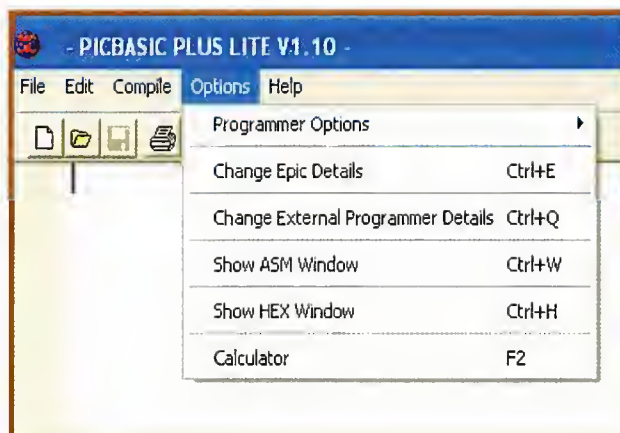 - PICBASIC PLUS LITE V1.10 -
File Edit Compile Options Help
Programmer Options
Change Epic Details Ctrl+E
Change External Programmer Details Ctrl+Q
Show ASM Window Ctrl+W
Show HEX Window Ctrl+H
Calculator F2